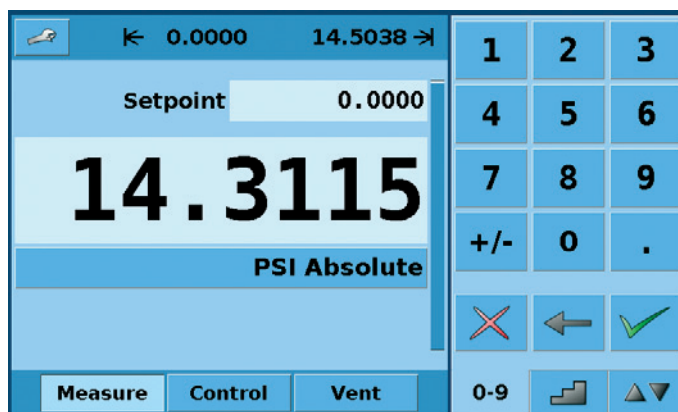 0.0000 14.5038
Setpoint 0.0000
14.3115
PSI Absolute
Measure Control Vent
1 2 3
4 5 6
7 8 9
+/- 0 .
0-9